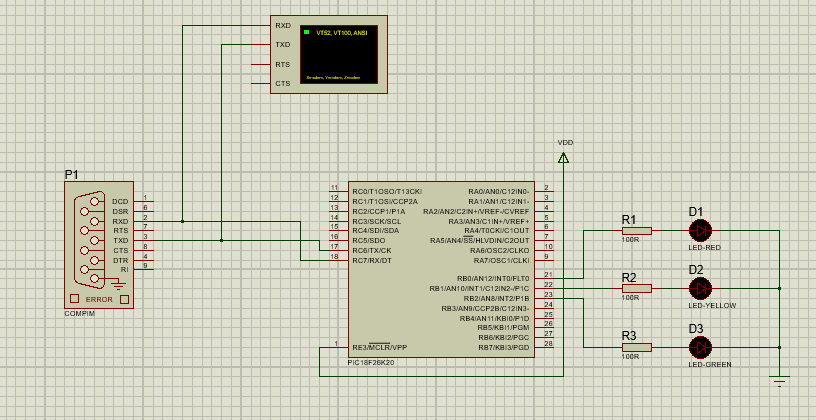 RXD
TXD
RTS
CTS
VT52, VT100, ANSI
Xmodem, Ymodem, Zmodem
P1
DCD 1
DSR 6
RXD 2
RTS 7
TXD 3
CTS 8
DTR 4
RI 9
ERROR
COMPIM
VDD
11 RC0/T1OSO/T13CKI
12 RC1/T1OSI/CCP2A
13 RC2/CCP1/P1A
14 RC3/SCK/SCL
15 RC4/SDI/SDA
16 RC5/SDO
17 RC6/TX/CK
18 RC7/RX/DT
1 RE3/MCLR/VPP
RA0/AN0/C12IN0- 2
RA1/AN1/C12IN1- 3
RA2/AN2/C2IN+/VREF-/CVREF 4
RA3/AN3/C1IN+/VREF+ 5
RA4/T0CKI/C1OUT 6
RA5/AN4/SS/HLVDIN/C2OUT 7
RA6/OSC2/CLKO 10
RA7/OSC1/CLKI 9
RB0/AN12/INT0/FLT0 21
RB1/AN10/INT1/C12IN2-/P1C 22
RB2/AN8/INT2/P1B 23
RB3/AN9/CCP2B/C12IN3- 24
RB4/AN11/KBI0/P1D 25
RB5/KBI1/PGM 26
RB6/KBI2/PGC 27
RB7/KBI3/PGD 28
PIC18F26K20
R1
100R
D1
LED-RED
R2
100R
D2
LED-YELLOW
R3
100R
D3
LED-GREEN